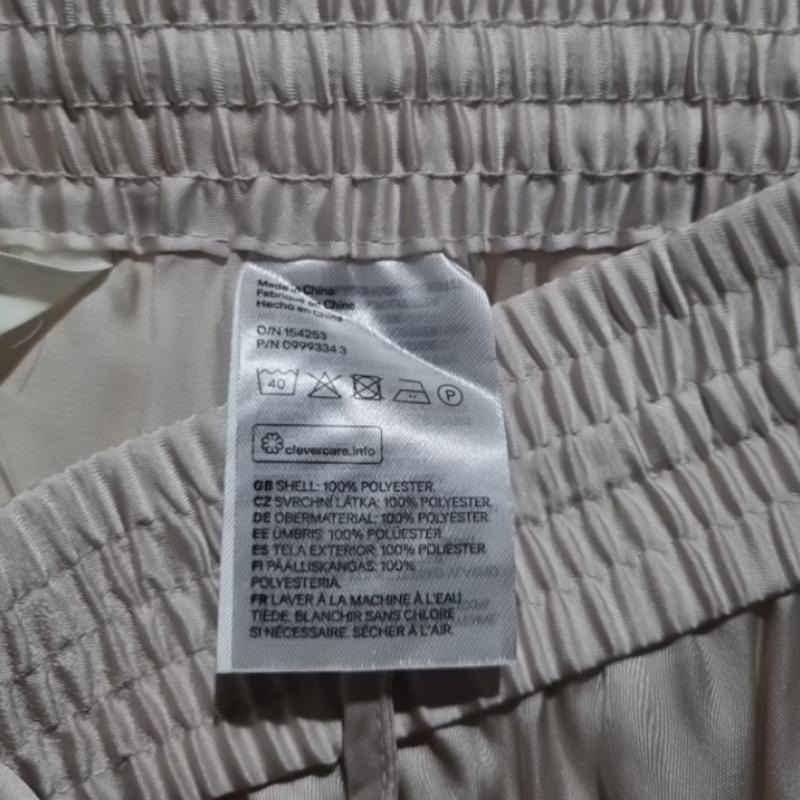 Made in China
Fabriqué en Chine
Hecho en China
O/N 154253
P/N 0999334 3
40
P
clevercare.info
GB SHELL: 100% POLYESTER.
CZ SVRCHNÍ LÁTKA: 100% POLYESTER.
DE OBERMATERIAL: 100% POLYESTER.
EE ÜMBRIS: 100% POLÜESTER.
ES TELA EXTERIOR: 100% POLIÉSTER
FI PÄÄLLISKANGAS: 100%
POLYESTERIA.
FR LAVER À LA MACHINE À L'EAU
TIÈDE. BLANCHIR SANS CHLORE
SI NÉCESSAIRE. SÉCHER À L'AIR.